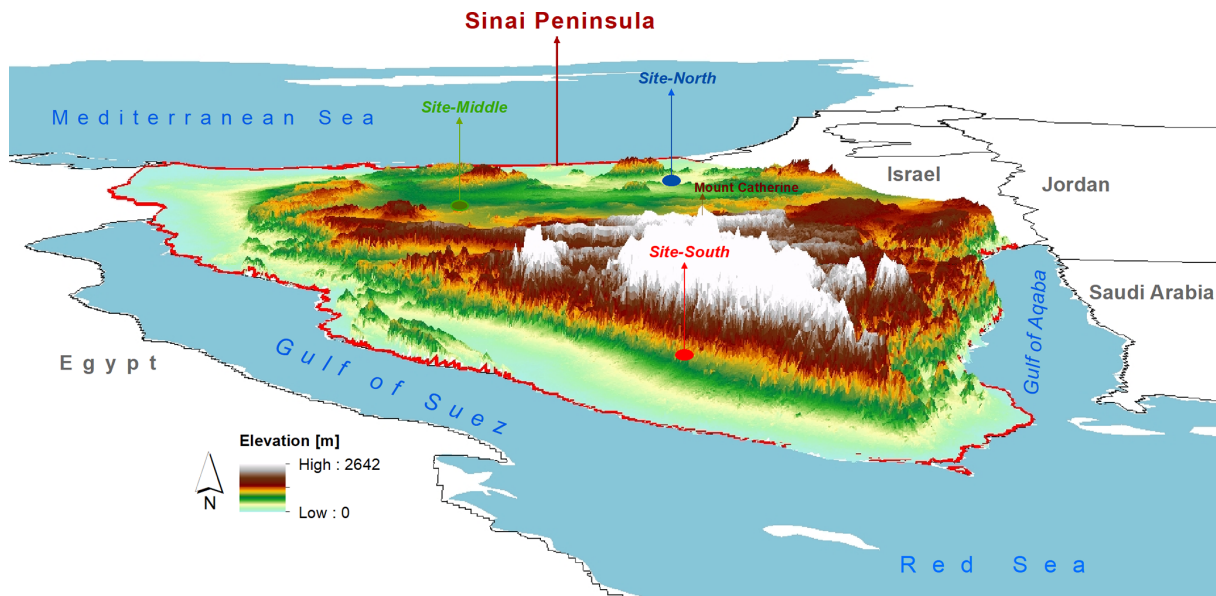 Sinai Peninsula
Site-North
Site-Middle
Mediterranean Sea
Israel
Mount Catherine
Jordan
Site-South
Saudi Arabia
Gulf of Aqaba
Egypt
Gulf of Suez
Elevation [m]
High : 2642
Low : 0
N
Red Sea